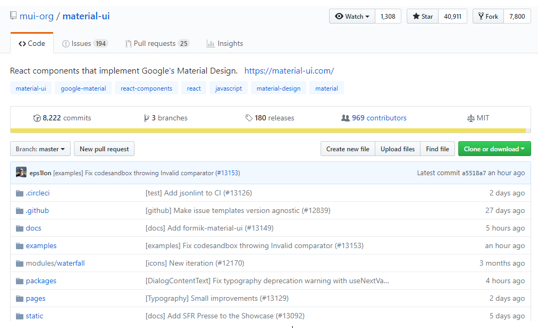 mui-org / material-ui
Watch 1,308 Star 40,911 Fork 7,800
Code Issues 194 Pull requests 25 Insights
React components that implement Google's Material Design. https://material-ui.com/
material-ui google-material react-components react javascript material-design material
8,222 commits 3 branches 180 releases 969 contributors MIT
Branch: master New pull request Create new file Upload files Find file Clone or download
eps1lon [examples] Fix codesandbox throwing Invalid comparator (#13153) Latest commit a5518a7 an hour ago
.circleci [test] Add jsonlint to CI (#13126) 2 days ago
.github [github] Make issue templates version agnostic (#12839) 27 days ago
docs [docs] Add formik-material-ui (#13149) 5 hours ago
examples [examples] Fix codesandbox throwing Invalid comparator (#13153) an hour ago
modules/waterfall [icons] New iteration (#12170) 3 months ago
packages [DialogContentText] Fix typography deprecation warning with useNextVa... 4 hours ago
pages [Typography] Small improvements (#13129) 2 days ago
static [docs] Add SFR Presse to the Showcase (#13092) 5 days ago